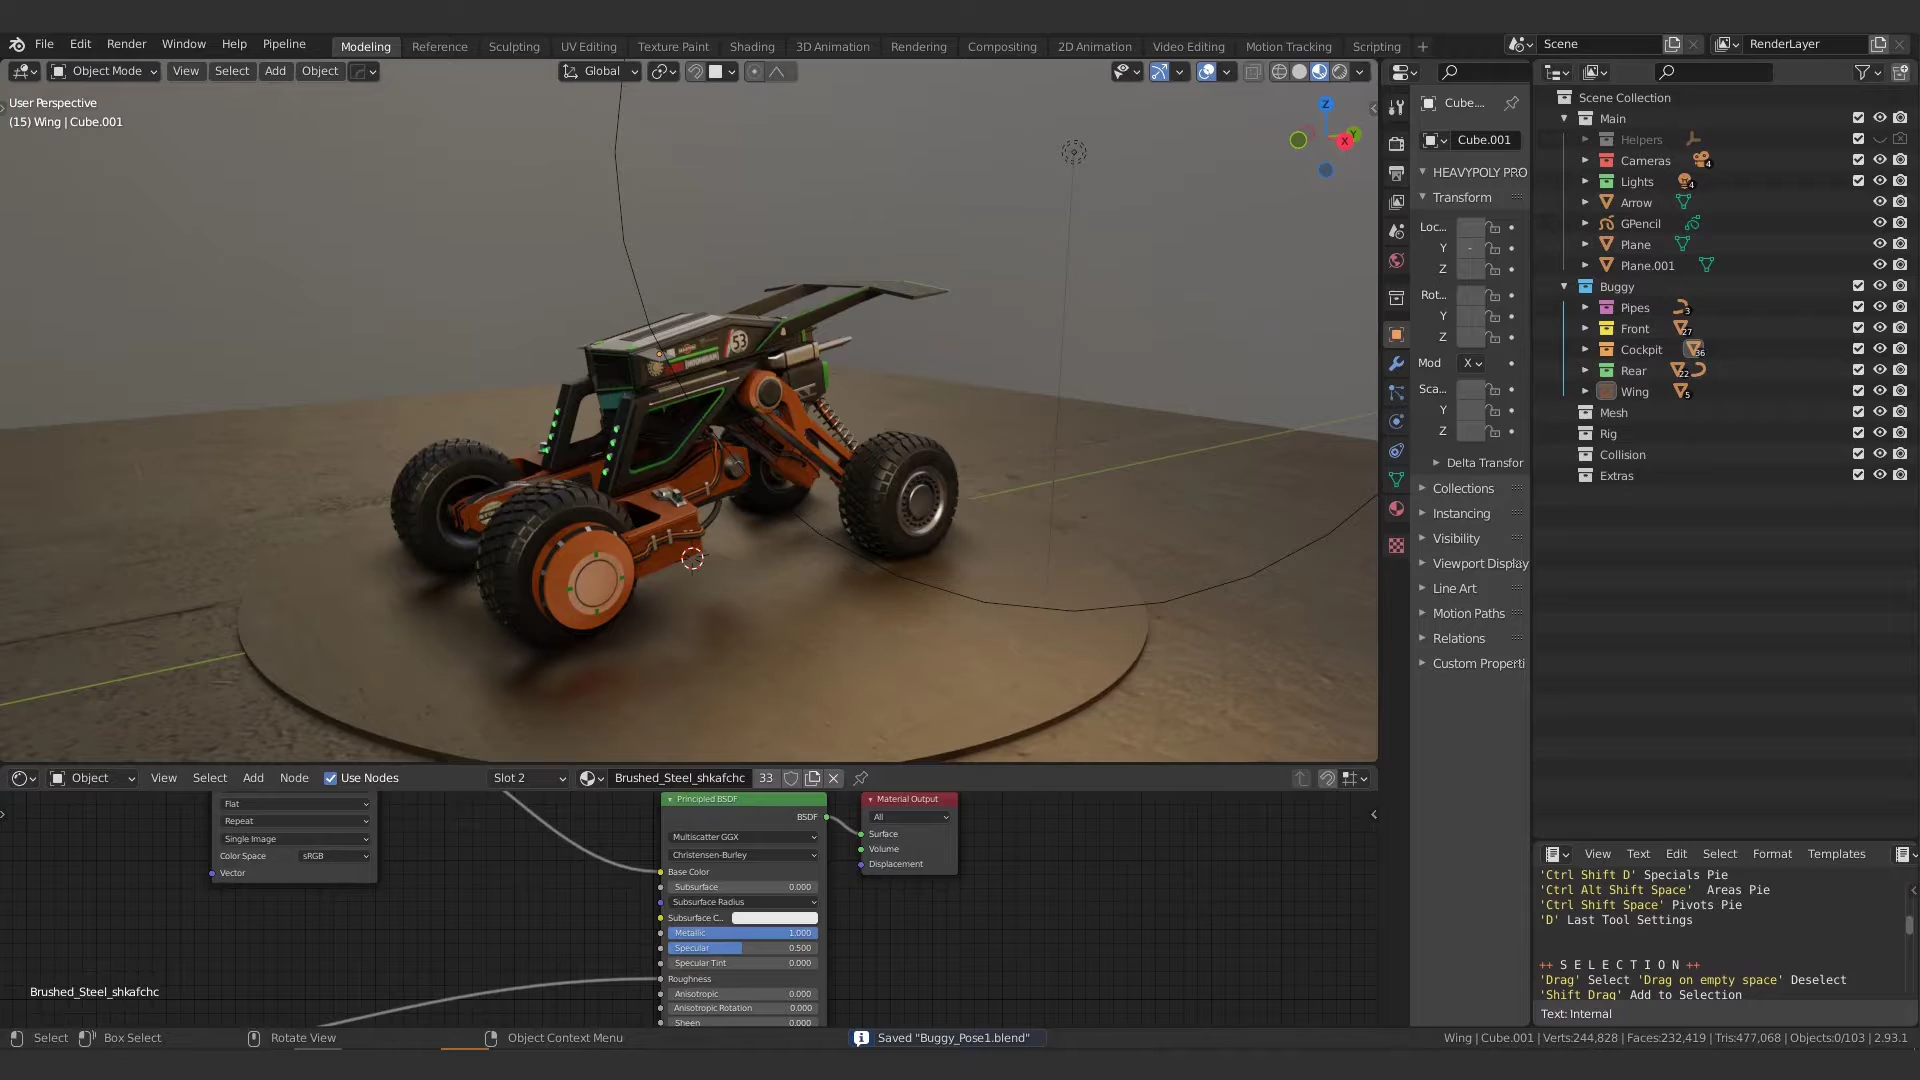 File Edit Render Window Help Pipeline Modeling Reference Sculpting UV Editing Texture Paint Shading 3D Animation Rendering Compositing 2D Animation Video Editing Motion Tracking Scripting + Scene RenderLayer
Object Mode View Select Add Object Global
User Perspective
(15) Wing | Cube.001
Z
Y
X
53
Cube....
Cube.001
HEAVYPOLY PRO
Transform
Loc...
Y -
Z
Rot...
Y
Z
Mod X
Sca...
Y
Z
Delta Transfor
Collections
Instancing
Visibility
Viewport Display
Line Art
Motion Paths
Relations
Custom Properti
Scene Collection
Main
Helpers
Cameras 4
Lights 4
Arrow
GPencil
Plane
Plane.001
Buggy
Pipes 3
Front 27
Cockpit 36
Rear 22
Wing 5
Mesh
Rig
Collision
Extras
Object View Select Add Node Use Nodes Slot 2 Brushed_Steel_shkafchc 33
Flat
Repeat
Single Image
Color Space sRGB
Vector
Principled BSDF
BSDF
Multiscatter GGX
Christensen-Burley
Base Color
Subsurface 0.000
Subsurface Radius
Subsurface C..
Metallic 1.000
Specular 0.500
Specular Tint 0.000
Roughness
Anisotropic 0.000
Anisotropic Rotation 0.000
Sheen 0.000
Material Output
All
Surface
Volume
Displacement
Brushed_Steel_shkafchc
View Text Edit Select Format Templates
'Ctrl Shift D' Specials Pie
'Ctrl Alt Shift Space' Areas Pie
'Ctrl Shift Space' Pivots Pie
'D' Last Tool Settings
++ S E L E C T I O N ++
'Drag' Select 'Drag on empty space' Deselect
'Shift Drag' Add to Selection
Text: Internal
Select Box Select Rotate View Object Context Menu Saved "Buggy_Pose1.blend" Wing | Cube.001 | Verts:244,828 | Faces:232,419 | Tris:477,068 | Objects:0/103 | 2.93.1